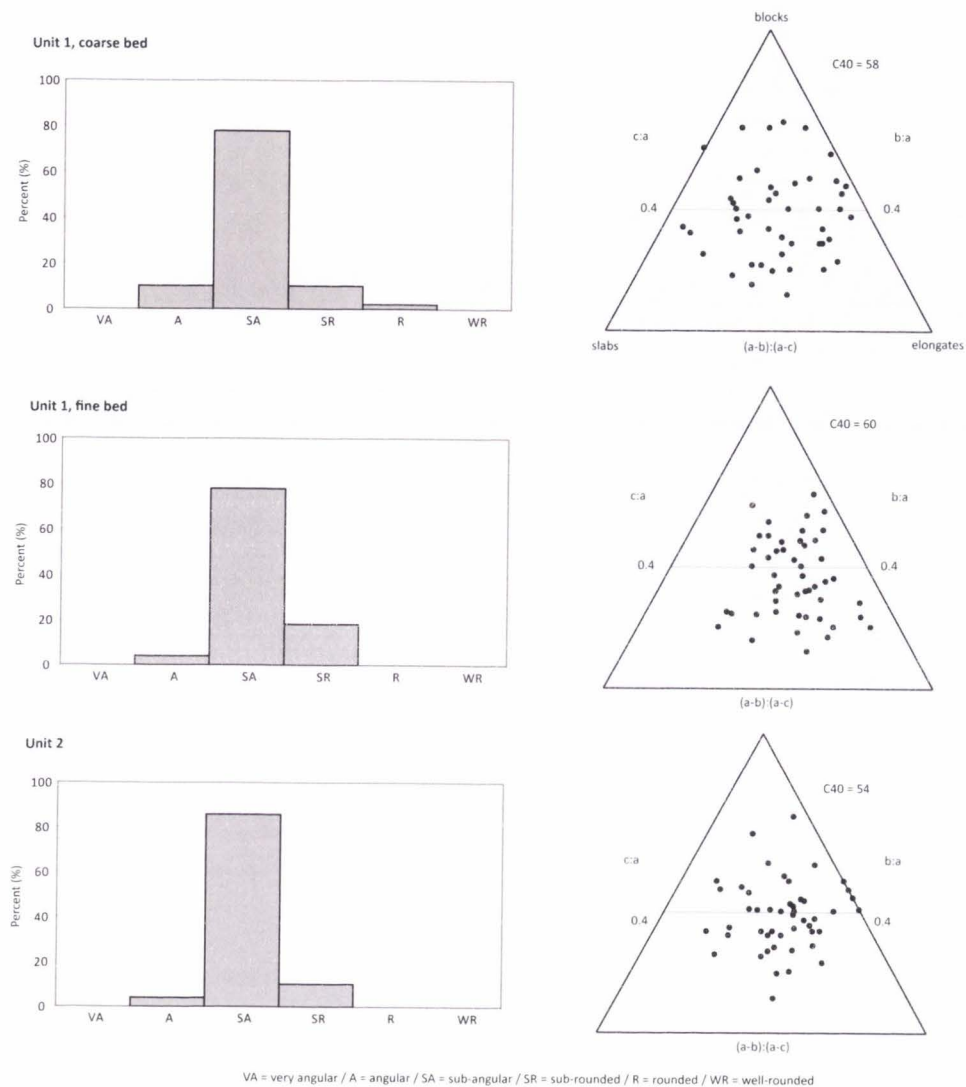 Unit 1, coarse bed
100
80
60
40
20
0
Percent (%)
VA A SA SR R WR
blocks
C40 = 58
c:a
b:a
0.4
0.4
slabs
(a-b):(a-c)
elongates
Unit 1, fine bed
100
80
60
40
20
0
Percent (%)
VA A SA SR R WR
C40 = 60
c:a
b:a
0.4
0.4
(a-b):(a-c)
Unit 2
100
80
60
40
20
0
Percent (%)
VA A SA SR R WR
C40 = 54
c:a
b:a
0.4
0.4
(a-b):(a-c)
VA = very angular / A = angular / SA = sub-angular / SR = sub-rounded / R = rounded / WR = well-rounded